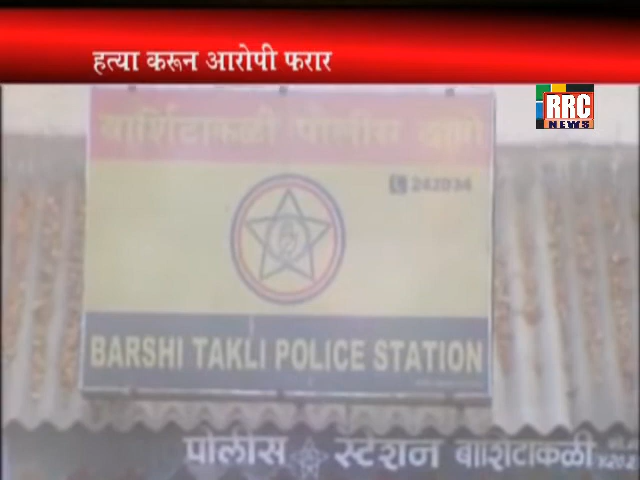 हत्या करून आरोपी फरार
RRC
NEWS
बार्शिटाकळी पोलीस ठाणे
242034
BARSHI TAKLI POLICE STATION
पोलीस स्टेशन बार्शिटाकळी